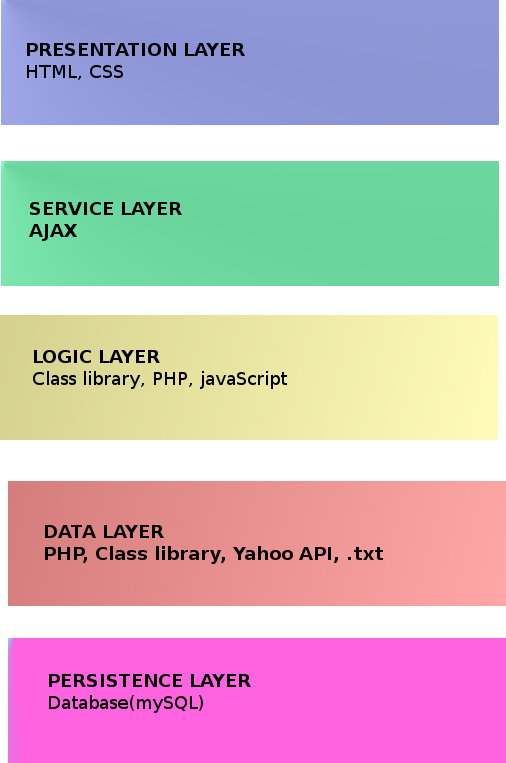 PRESENTATION LAYER
HTML, CSS
SERVICE LAYER
AJAX
LOGIC LAYER
Class library, PHP, javaScript
DATA LAYER
PHP, Class library, Yahoo API, .txt
PERSISTENCE LAYER
Database(mySQL)